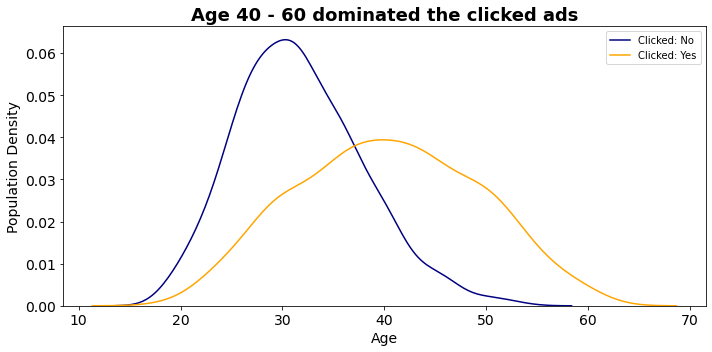 Age 40 - 60 dominated the clicked ads
Clicked: No
Clicked: Yes
Population Density
0.06
0.05
0.04
0.03
0.02
0.01
0.00
10 20 30 40 50 60 70
Age